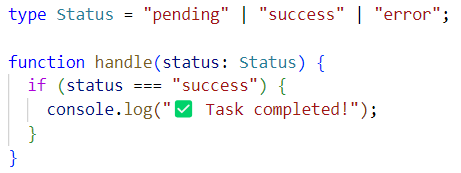 type Status = "pending" | "success" | "error";

function handle(status: Status) {
  if (status === "success") {
    console.log("✅ Task completed!");
  }
}